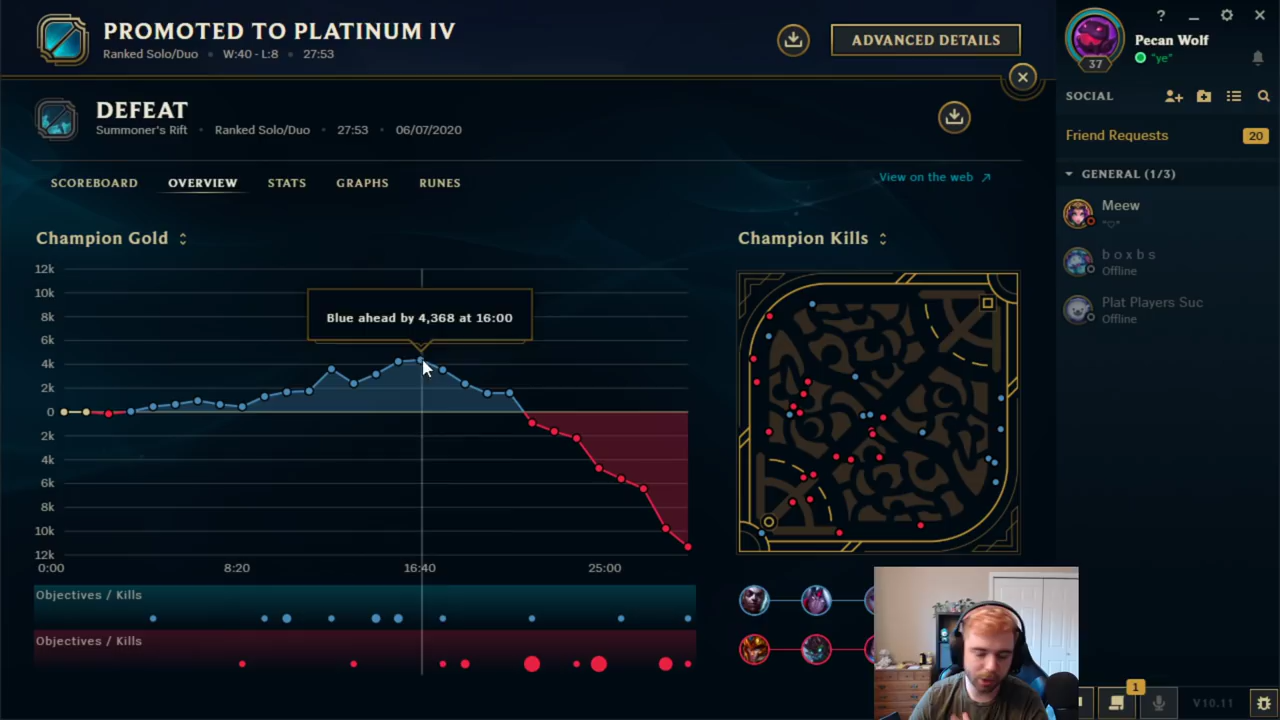 PROMOTED TO PLATINUM IV
Ranked Solo/Duo • W:40 - L:8 • 27:53
ADVANCED DETAILS
?
Pecan Wolf
"ye"
37
DEFEAT
Summoner's Rift • Ranked Solo/Duo • 27:53 • 06/07/2020
SOCIAL
Friend Requests
20
SCOREBOARD OVERVIEW STATS GRAPHS RUNES
View on the web
GENERAL (1/3)
Meew
"♡"
b o x b s
Offline
Plat Players Suc
Offline
Champion Gold
Champion Kills
12k
10k
8k
6k
4k
2k
0
2k
4k
6k
8k
10k
12k
Blue ahead by 4,368 at 16:00
0:00 8:20 16:40 25:00
Objectives / Kills
Objectives / Kills
1
V10.11